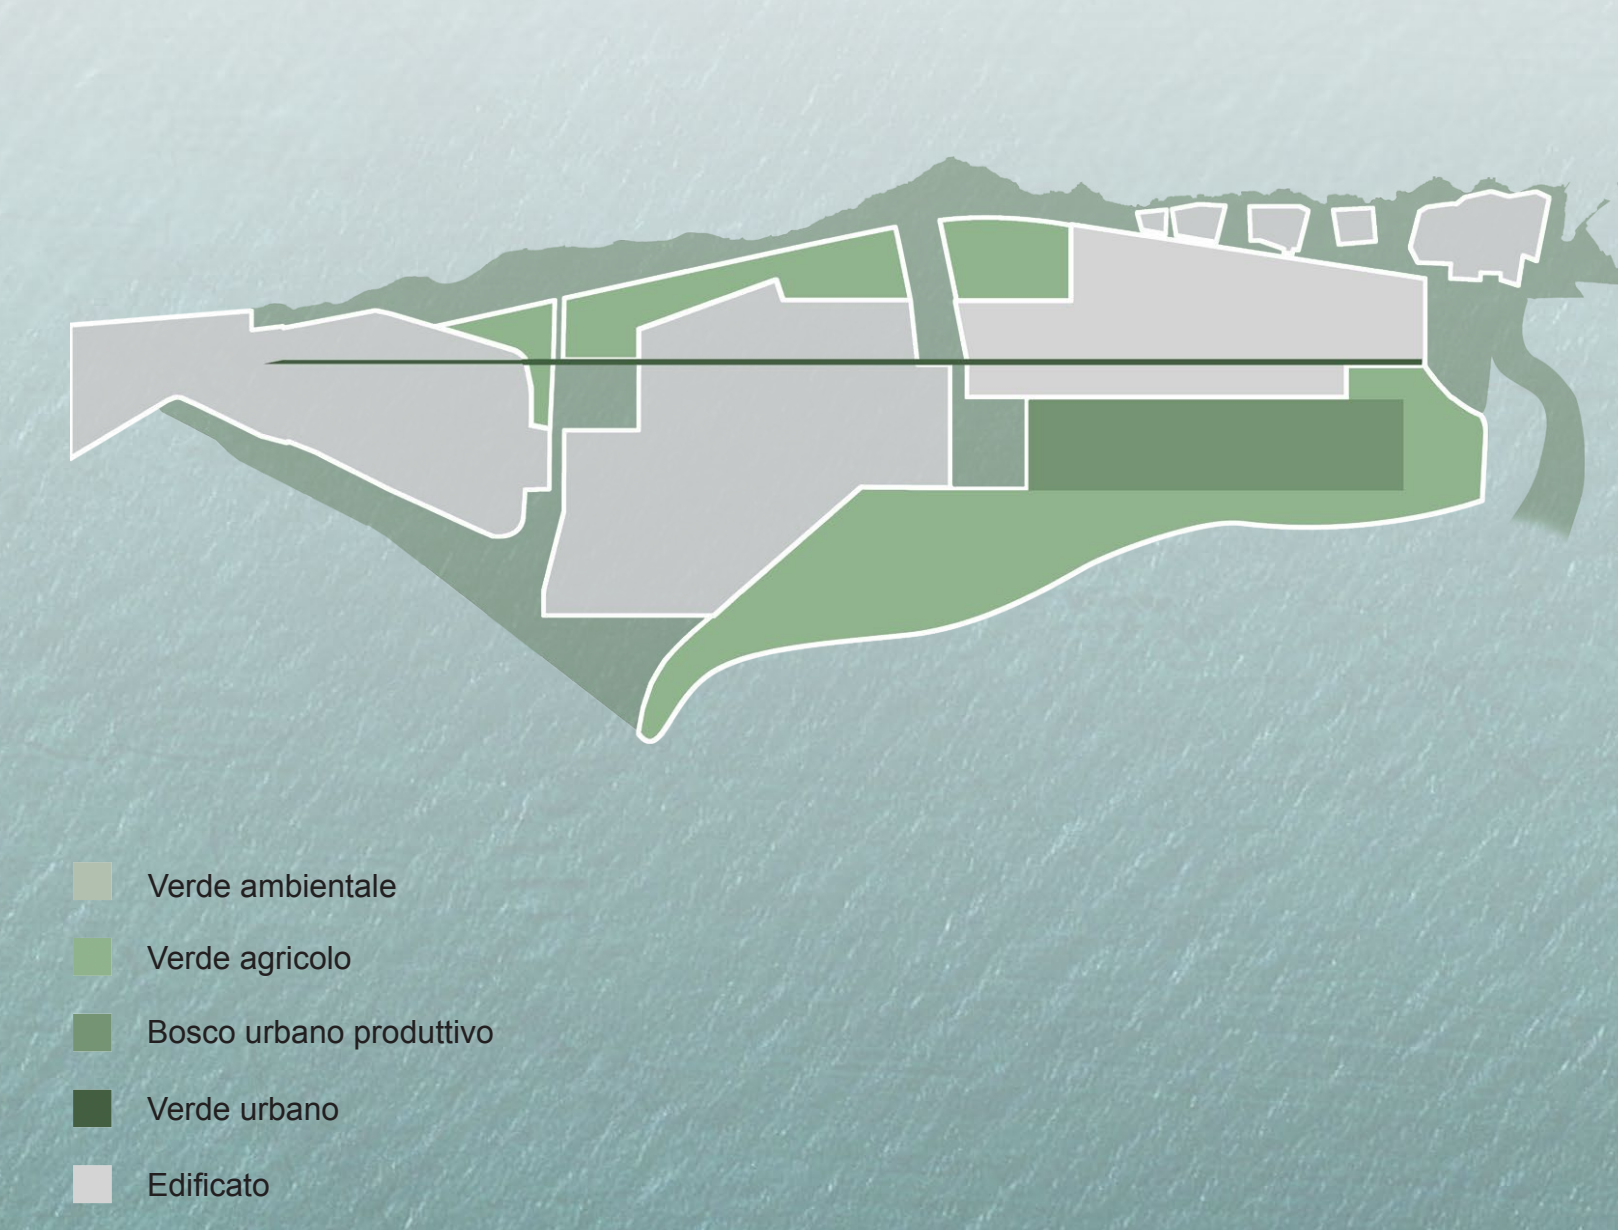 Verde ambientale
Verde agricolo
Bosco urbano produttivo
Verde urbano
Edificato